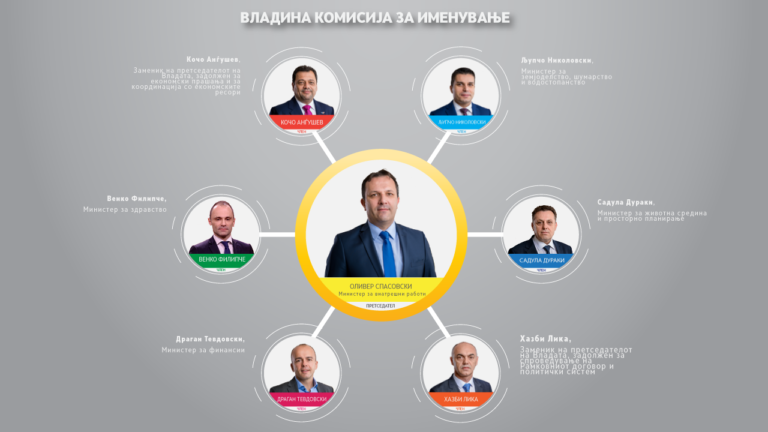 ВЛАДИНА КОМИСИЈА ЗА ИМЕНУВАЊЕ
Кочо Анѓушев,
Заменик на претседателот на
Владата, задолжен за
економски прашања и за
координација со економските
ресори
КОЧО АНЃУШЕВ
Љупчо Николовски,
Министер за
земјоделство, шумарство
и водостопанство
ЉУПЧО НИКОЛОВСКИ
Венко Филипче,
Министер за здравство
ВЕНКО ФИЛИПЧЕ
ОЛИВЕР СПАСОВСКИ
Министер за внатрешни работи
ПРЕТСЕДАТЕЛ
Садула Дураки,
Министер за животна средина
и просторно планирање
САДУЛА ДУРАКИ
Драган Тевдовски,
Министер за финансии
ДРАГАН ТЕВДОВСКИ
Хазби Лика,
Заменик на претседателот
на Владата, задолжен за
спроведување на
Рамковниот договор и
политички систем
ХАЗБИ ЛИКА